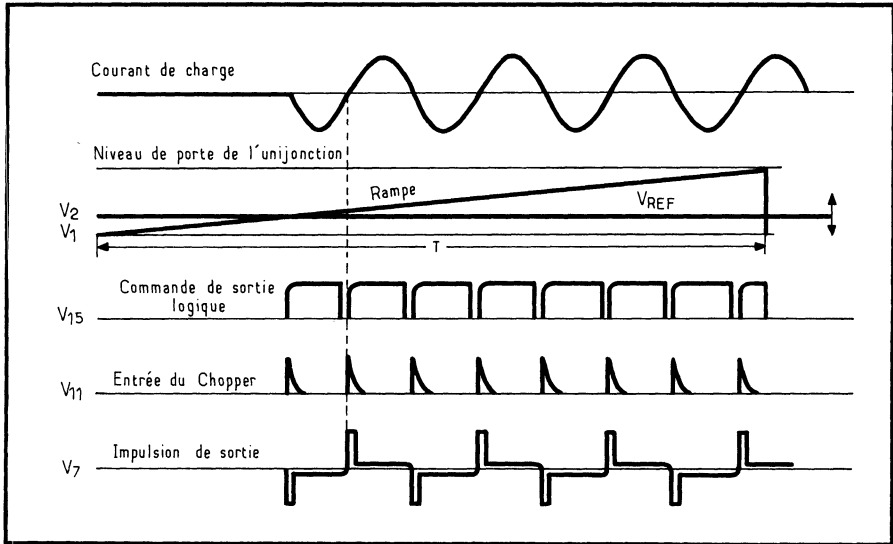 Courant de charge
Niveau de porte de l'unijonction
Rampe
VREF
V2
V1
T
Commande de sortie
logique
V15
Entrée du Chopper
V11
Impulsion de sortie
V7